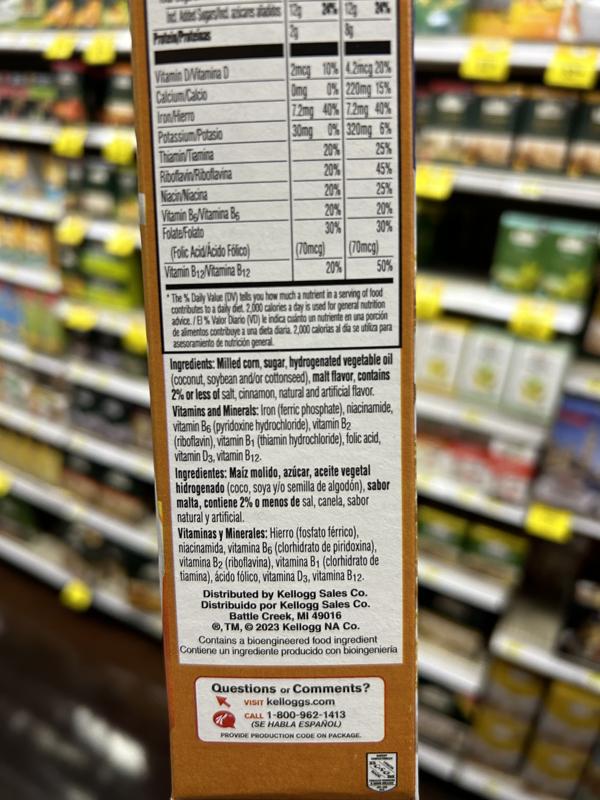 Incl. Added Sugars/Incl. azúcares añadidos 12g 24% 12g 24%
Protein/Proteínas 2g 8g
Vitamin D/Vitamina D 2mcg 10% 4.2mcg 20%
Calcium/Calcio 0mg 0% 220mg 15%
Iron/Hierro 7.2mg 40% 7.2mg 40%
Potassium/Potasio 30mg 0% 320mg 6%
Thiamin/Tiamina 20% 25%
Riboflavin/Riboflavina 20% 45%
Niacin/Niacina 20% 25%
Vitamin B6/Vitamina B6 20% 20%
Folate/Folato 30% 30%
(Folic Acid/Ácido Fólico) (70mcg) (70mcg)
Vitamin B12/Vitamina B12 20% 50%
* The % Daily Value (DV) tells you how much a nutrient in a serving of food
contributes to a daily diet. 2,000 calories a day is used for general nutrition
advice. / El % Valor Diario (VD) le indica cuánto un nutriente en una porción
de alimentos contribuye a una dieta diaria. 2,000 calorías al día se utiliza para
asesoramiento de nutrición general.
Ingredients: Milled corn, sugar, hydrogenated vegetable oil
(coconut, soybean and/or cottonseed), malt flavor, contains
2% or less of salt, cinnamon, natural and artificial flavor.
Vitamins and Minerals: Iron (ferric phosphate), niacinamide,
vitamin B6 (pyridoxine hydrochloride), vitamin B2
(riboflavin), vitamin B1 (thiamin hydrochloride), folic acid,
vitamin D3, vitamin B12.
Ingredientes: Maíz molido, azúcar, aceite vegetal
hidrogenado (coco, soya y/o semilla de algodón), sabor
malta, contiene 2% o menos de sal, canela, sabor
natural y artificial.
Vitaminas y Minerales: Hierro (fosfato férrico),
niacinamida, vitamina B6 (clorhidrato de piridoxina),
vitamina B2 (riboflavina), vitamina B1 (clorhidrato de
tiamina), ácido fólico, vitamina D3, vitamina B12.
Distributed by Kellogg Sales Co.
Distribuido por Kellogg Sales Co.
Battle Creek, MI 49016
®, TM, © 2023 Kellogg NA Co.
Contains a bioengineered food ingredient
Contiene un ingrediente producido con bioingeniería
Questions or Comments?
VISIT kelloggs.com
CALL 1-800-962-1413
(SE HABLA ESPAÑOL)
PROVIDE PRODUCTION CODE ON PACKAGE.